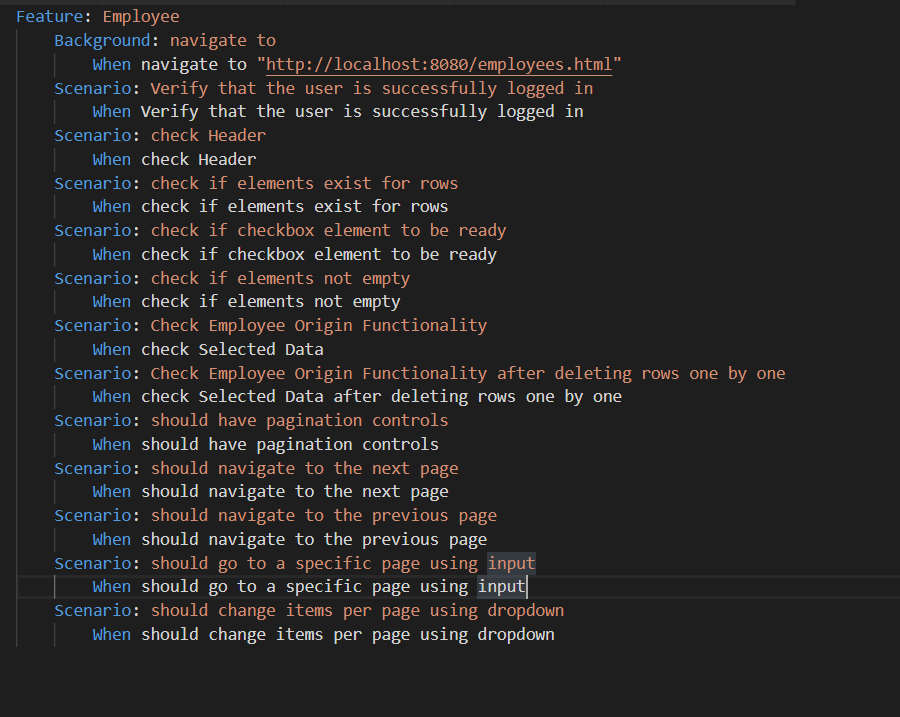 Feature: Employee
Background: navigate to
When navigate to "http://localhost:8080/employees.html"
Scenario: Verify that the user is successfully logged in
When Verify that the user is successfully logged in
Scenario: check Header
When check Header
Scenario: check if elements exist for rows
When check if elements exist for rows
Scenario: check if checkbox element to be ready
When check if checkbox element to be ready
Scenario: check if elements not empty
When check if elements not empty
Scenario: Check Employee Origin Functionality
When check Selected Data
Scenario: Check Employee Origin Functionality after deleting rows one by one
When check Selected Data after deleting rows one by one
Scenario: should have pagination controls
When should have pagination controls
Scenario: should navigate to the next page
When should navigate to the next page
Scenario: should navigate to the previous page
When should navigate to the previous page
Scenario: should go to a specific page using input
When should go to a specific page using input
Scenario: should change items per page using dropdown
When should change items per page using dropdown